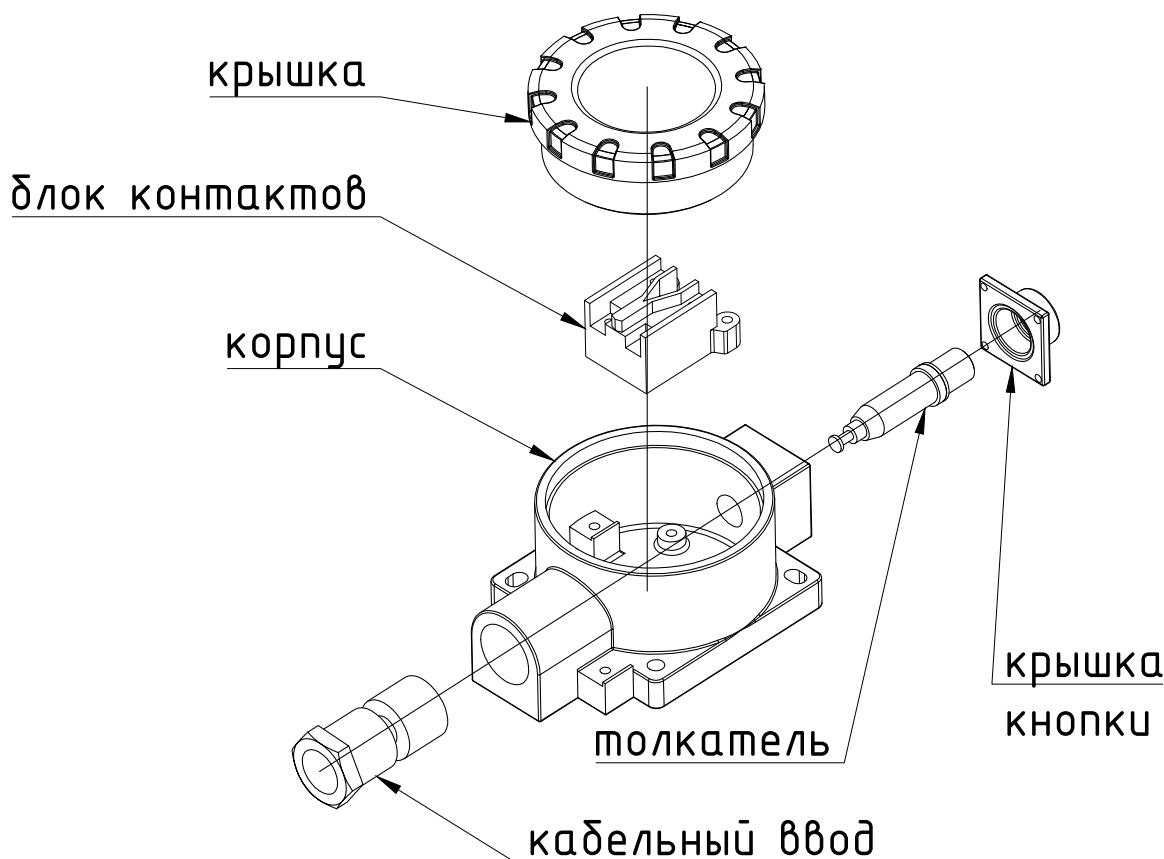 крышка
блок контактов
корпус
крышка
кнопки
толкатель
кабельный ввод